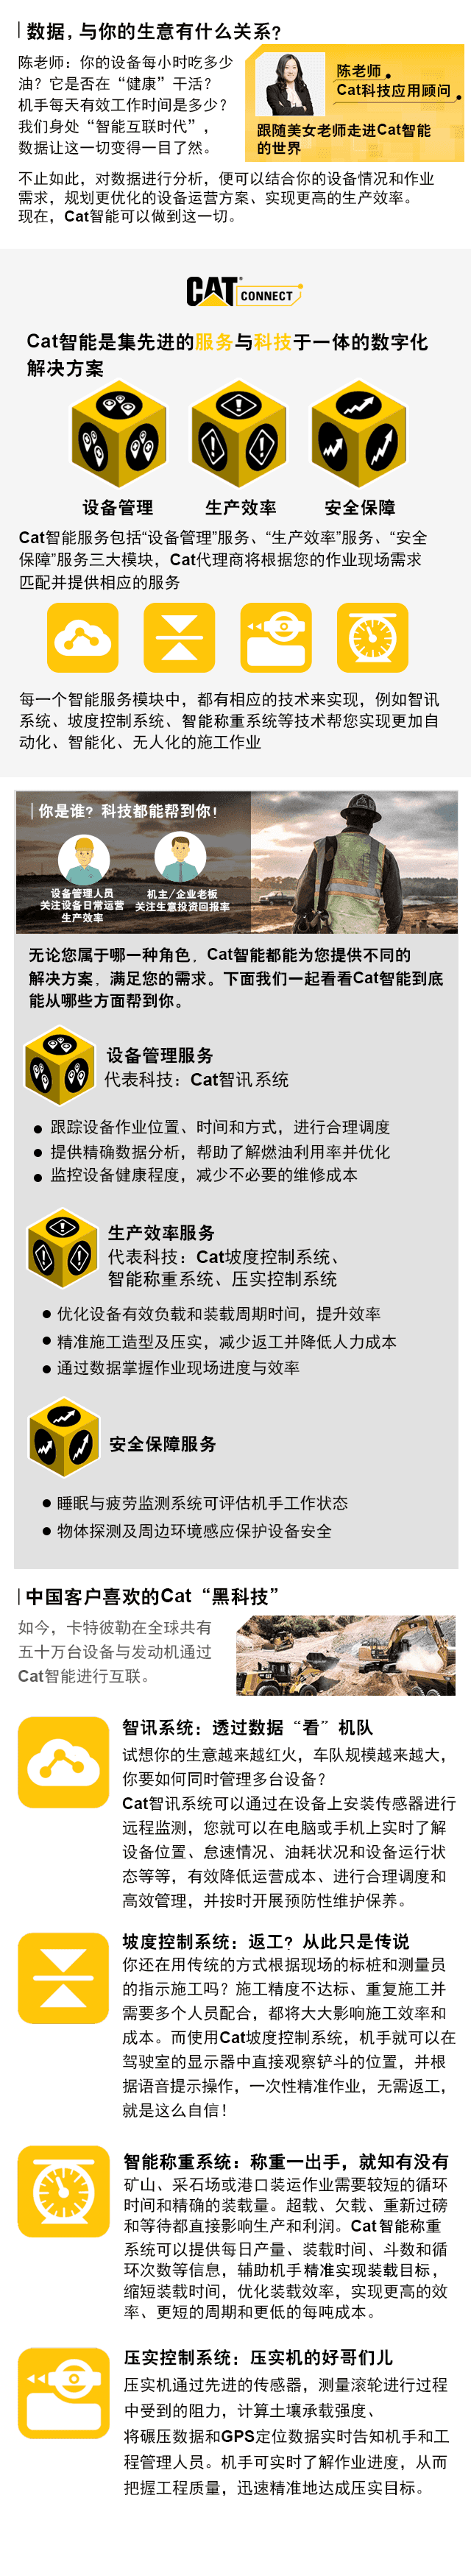 数据，与你的生意有什么关系？
陈老师：你的设备每小时吃多少
油？它是否在“健康”干活？
机手每天有效工作时间是多少？
我们身处“智能互联时代”，
数据让这一切变得一目了然。
陈老师
Cat科技应用顾问
跟随美女老师走进Cat智能
的世界
不止如此，对数据进行分析，便可以结合你的设备情况和作业
需求，规划更优化的设备运营方案、实现更高的生产效率。
现在，Cat智能可以做到这一切。
CAT CONNECT
Cat智能是集先进的服务与科技于一体的数字化
解决方案
设备管理 生产效率 安全保障
Cat智能服务包括“设备管理”服务、“生产效率”服务、“安全
保障”服务三大模块，Cat代理商将根据您的作业现场需求
匹配并提供相应的服务
每一个智能服务模块中，都有相应的技术来实现，例如智讯
系统、坡度控制系统、智能称重系统等技术帮您实现更加自
动化、智能化、无人化的施工作业
你是谁？科技都能帮到你！
设备管理人员
关注设备日常运营
生产效率
机主/企业老板
关注生意投资回报率
无论您属于哪一种角色，Cat智能都能为您提供不同的
解决方案，满足您的需求。下面我们一起看看Cat智能到底
能从哪些方面帮到你。
设备管理服务
代表科技：Cat智讯系统
● 跟踪设备作业位置、时间和方式，进行合理调度
● 提供精确数据分析，帮助了解燃油利用率并优化
● 监控设备健康程度，减少不必要的维修成本
生产效率服务
代表科技：Cat坡度控制系统、
智能称重系统、压实控制系统
● 优化设备有效负载和装载周期时间，提升效率
● 精准施工造型及压实，减少返工并降低人力成本
● 通过数据掌握作业现场进度与效率
安全保障服务
● 睡眠与疲劳监测系统可评估机手工作状态
● 物体探测及周边环境感应保护设备安全
中国客户喜欢的Cat“黑科技”
如今，卡特彼勒在全球共有
五十万台设备与发动机通过
Cat智能进行互联。
智讯系统：透过数据“看”机队
试想你的生意越来越红火，车队规模越来越大，
你要如何同时管理多台设备？
Cat智讯系统可以通过在设备上安装传感器进行
远程监测，您就可以在电脑或手机上实时了解
设备位置、怠速情况、油耗状况和设备运行状
态等等，有效降低运营成本、进行合理调度和
高效管理，并按时开展预防性维护保养。
坡度控制系统：返工？从此只是传说
你还在用传统的方式根据现场的标桩和测量员
的指示施工吗？施工精度不达标、重复施工并
需要多个人员配合，都将大大影响施工效率和
成本。而使用Cat坡度控制系统，机手就可以在
驾驶室的显示器中直接观察铲斗的位置，并根
据语音提示操作，一次性精准作业，无需返工，
就是这么自信！
智能称重系统：称重一出手，就知有没有
矿山、采石场或港口装运作业需要较短的循环
时间和精确的装载量。超载、欠载、重新过磅
和等待都直接影响生产和利润。Cat智能称重
系统可以提供每日产量、装载时间、斗数和循
环次数等信息，辅助机手精准实现装载目标，
缩短装载时间，优化装载效率，实现更高的效
率、更短的周期和更低的每吨成本。
压实控制系统：压实机的好哥们儿
压实机通过先进的传感器，测量滚轮进行过程
中受到的阻力，计算土壤承载强度、
将碾压数据和GPS定位数据实时告知机手和工
程管理人员。机手可实时了解作业进度，从而
把握工程质量，迅速精准地达成压实目标。